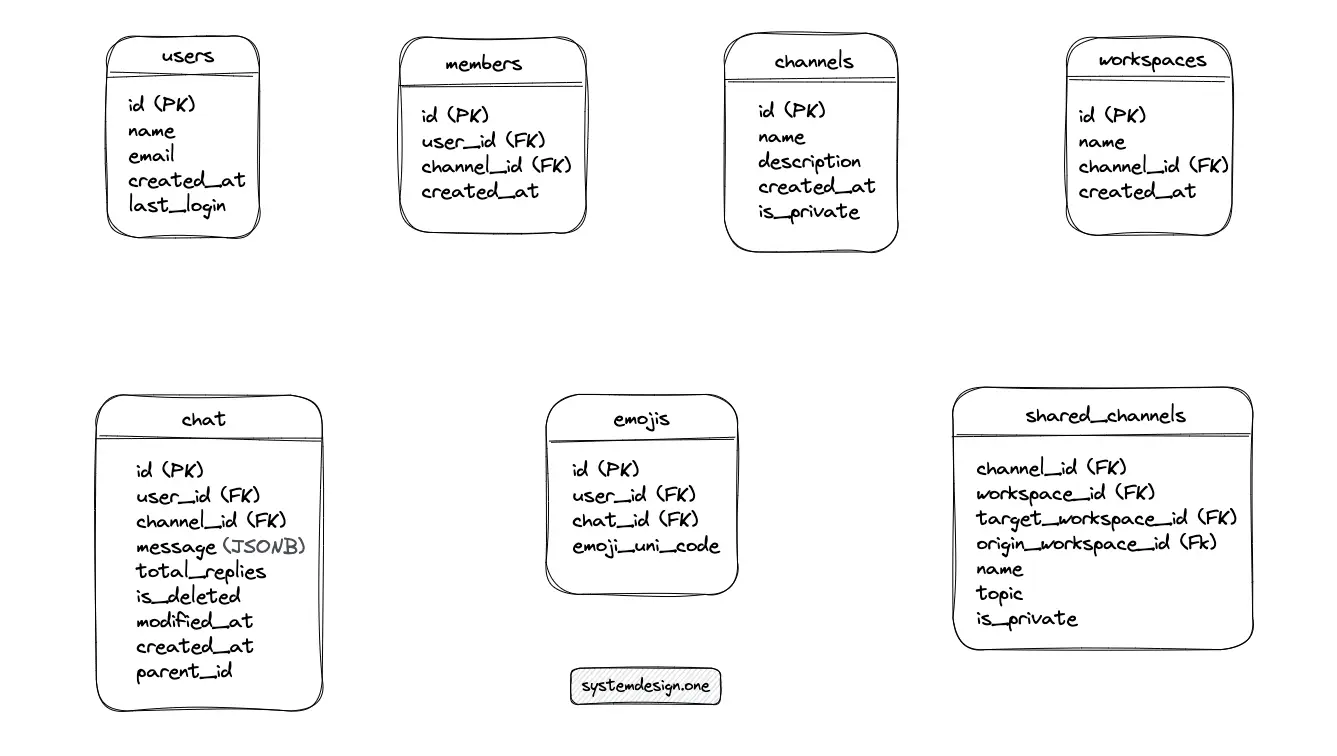 users
id (PK)
name
email
created_at
last_login
members
id (PK)
user_id (FK)
channel_id (FK)
created_at
channels
id (PK)
name
description
created_at
is_private
workspaces
id (PK)
name
channel_id (FK)
created_at
chat
id (PK)
user_id (FK)
channel_id (FK)
message (JSONB)
total_replies
is_deleted
modified_at
created_at
parent_id
emojis
id (PK)
user_id (FK)
chat_id (FK)
emoji_uni_code
shared_channels
channel_id (FK)
workspace_id (FK)
target_workspace_id (FK)
origin_workspace_id (Fk)
name
topic
is_private
systemdesign.one